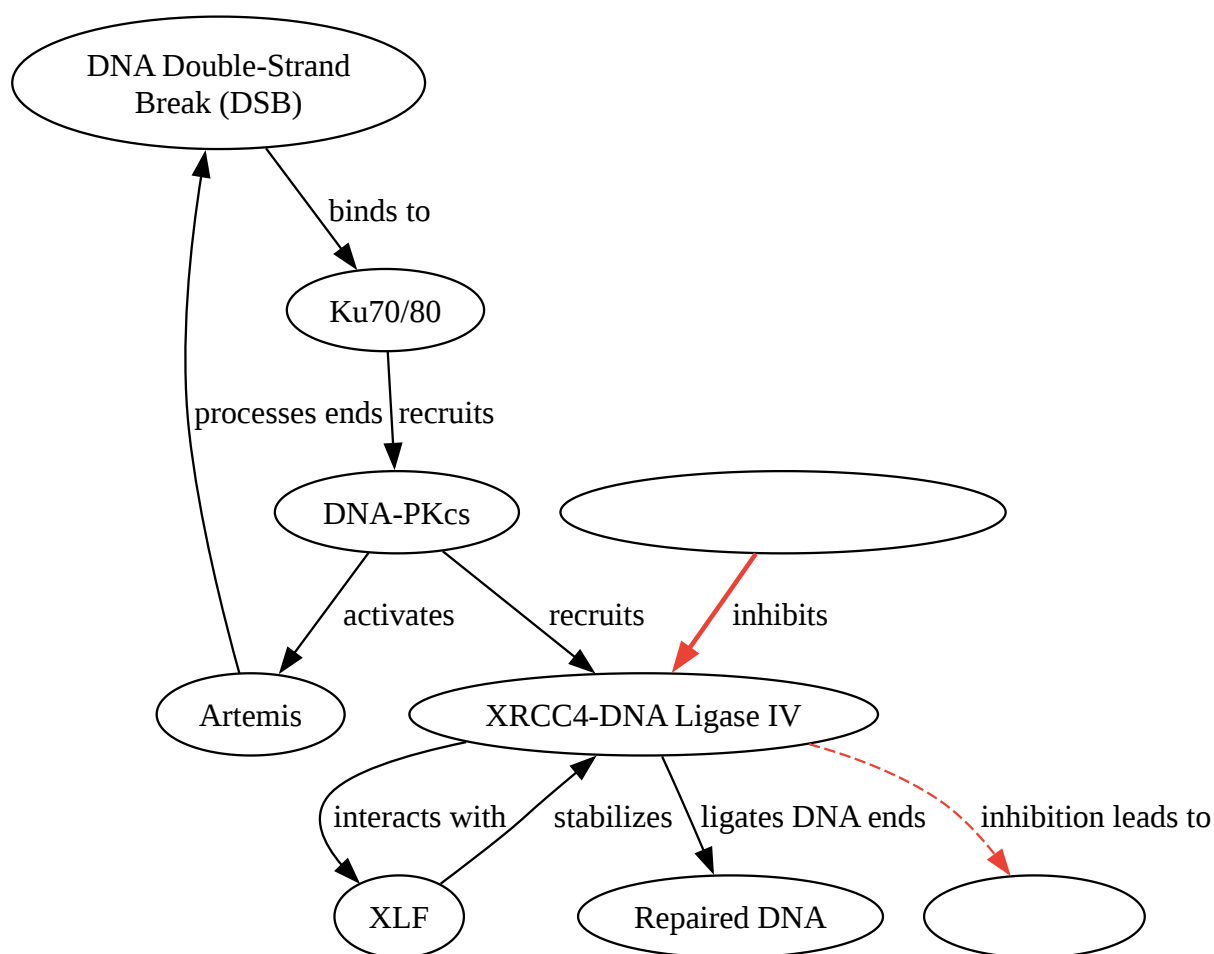 DNA Double-Strand
Break (DSB)
binds to
Ku70/80
processes ends
recruits
DNA-PKcs
activates
recruits
inhibits
Artemis
XRCC4-DNA Ligase IV
interacts with
stabilizes
ligates DNA ends
inhibition leads to
XLF
Repaired DNA